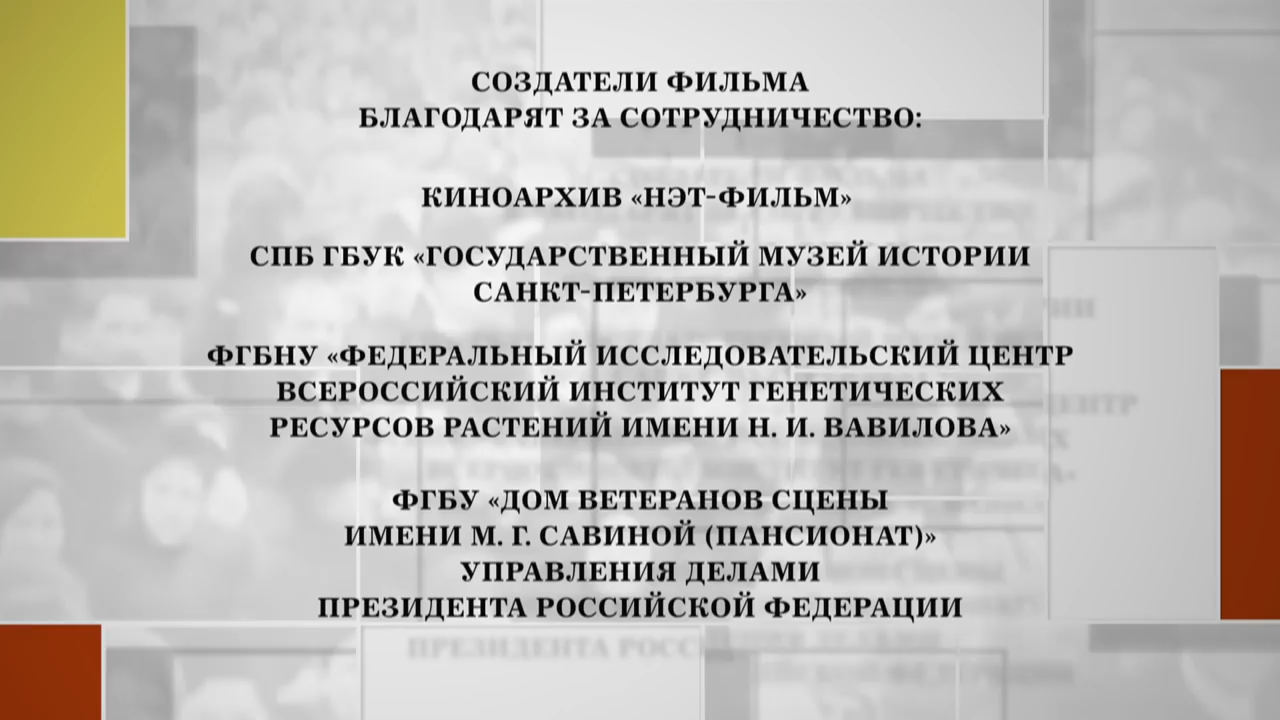 СОЗДАТЕЛИ ФИЛЬМА
БЛАГОДАРЯТ ЗА СОТРУДНИЧЕСТВО:
КИНОАРХИВ «НЭТ-ФИЛЬМ»
СПБ ГБУК «ГОСУДАРСТВЕННЫЙ МУЗЕЙ ИСТОРИИ
САНКТ-ПЕТЕРБУРГА»
ФГБНУ «ФЕДЕРАЛЬНЫЙ ИССЛЕДОВАТЕЛЬСКИЙ ЦЕНТР
ВСЕРОССИЙСКИЙ ИНСТИТУТ ГЕНЕТИЧЕСКИХ
РЕСУРСОВ РАСТЕНИЙ ИМЕНИ Н. И. ВАВИЛОВА»
ФГБУ «ДОМ ВЕТЕРАНОВ СЦЕНЫ
ИМЕНИ М. Г. САВИНОЙ (ПАНСИОНАТ)»
УПРАВЛЕНИЯ ДЕЛАМИ
ПРЕЗИДЕНТА РОССИЙСКОЙ ФЕДЕРАЦИИ